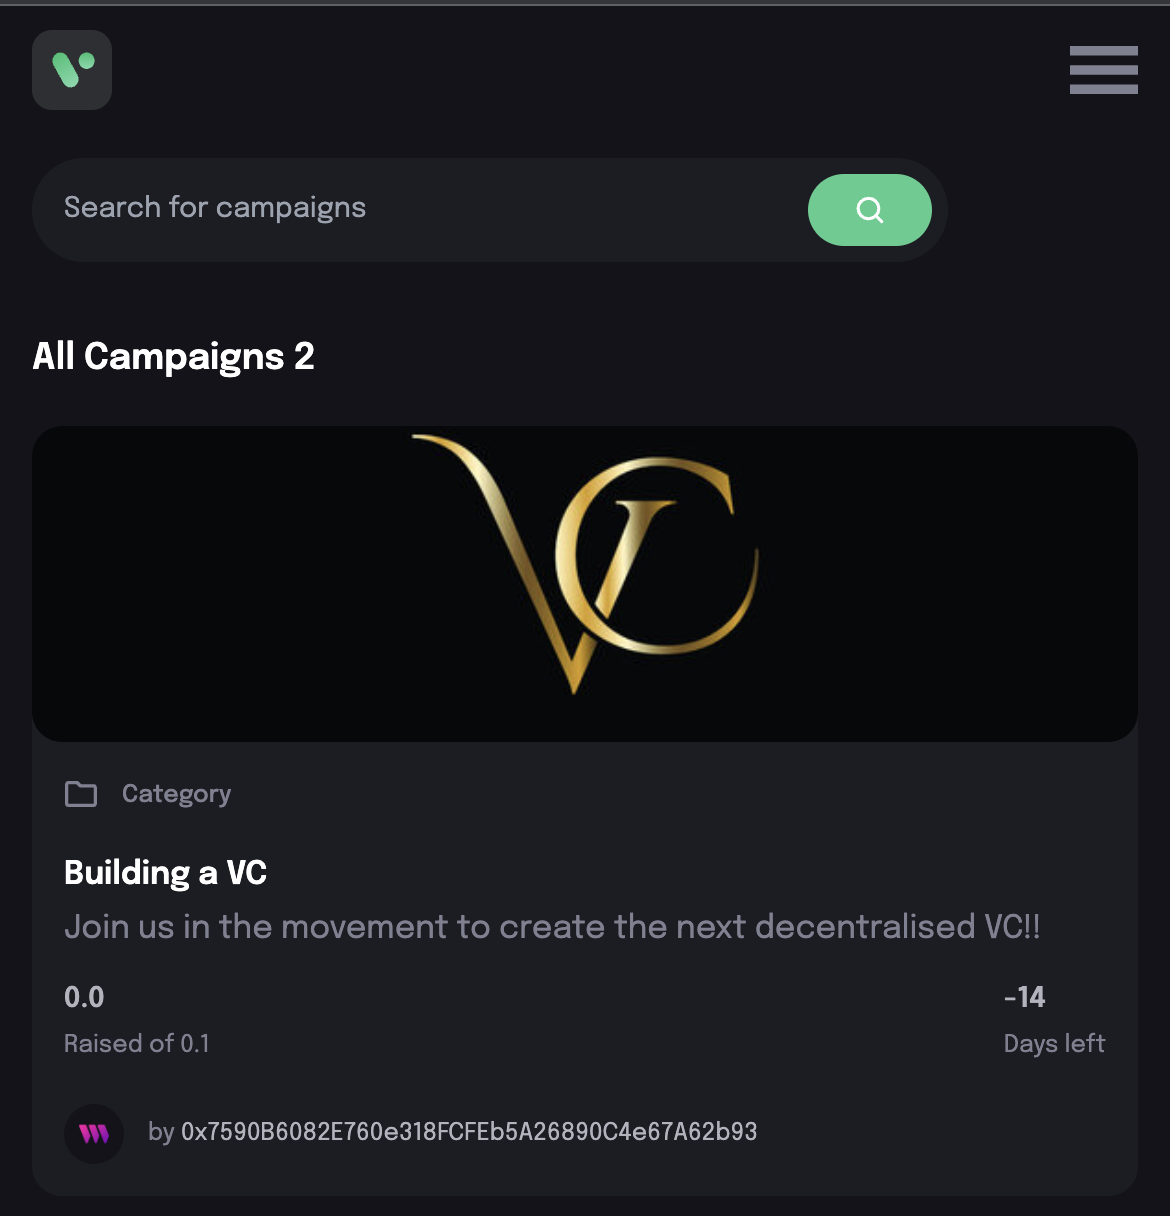 Search for campaigns
All Campaigns 2
VC
Category
Building a VC
Join us in the movement to create the next decentralised VC!!
0.0
-14
Raised of 0.1
Days left
by 0x7590B6082E760e318FCFEb5A26890C4e67A62b93